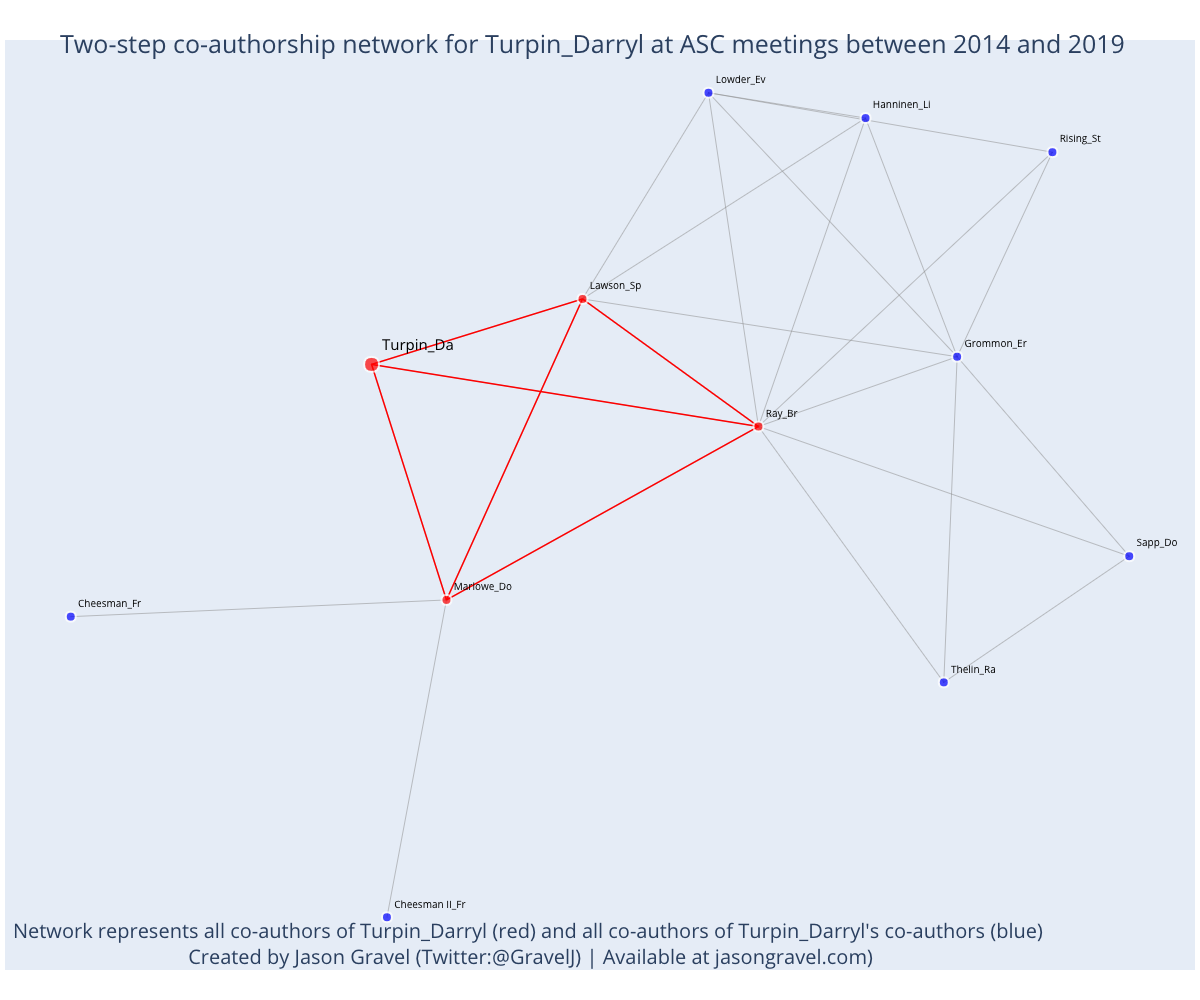 Two-step co-authorship network for Turpin_Darryl at ASC meetings between 2014 and 2019
Lowder_Ev
Hanninen_Li
Rising_St
Lawson_Sp
Turpin_Da
Grommon_Er
Ray_Br
Sapp_Do
Marlowe_Do
Cheesman_Fr
Thelin_Ra
Cheesman II_Fr
Network represents all co-authors of Turpin_Darryl (red) and all co-authors of Turpin_Darryl's co-authors (blue)
Created by Jason Gravel (Twitter:@GravelJ) | Available at jasongravel.com)